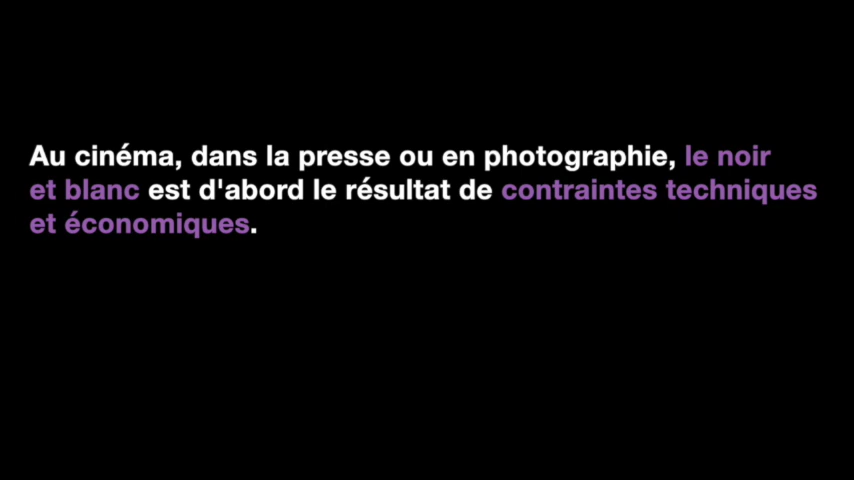 Au cinéma, dans la presse ou en photographie, le noir
et blanc est d'abord le résultat de contraintes techniques
et économiques.